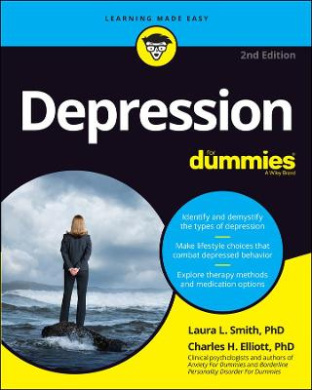 LEARNING MADE EASY
2nd Edition
Depression
for
dummies®
A Wiley Brand
Identify and demystify
the types of depression
Make lifestyle choices that
combat depressed behavior
Explore therapy methods
and medication options
Laura L. Smith, PhD
Charles H. Elliott, PhD
Clinical psychologists and authors of
Anxiety For Dummies and Borderline
Personality Disorder For Dummies